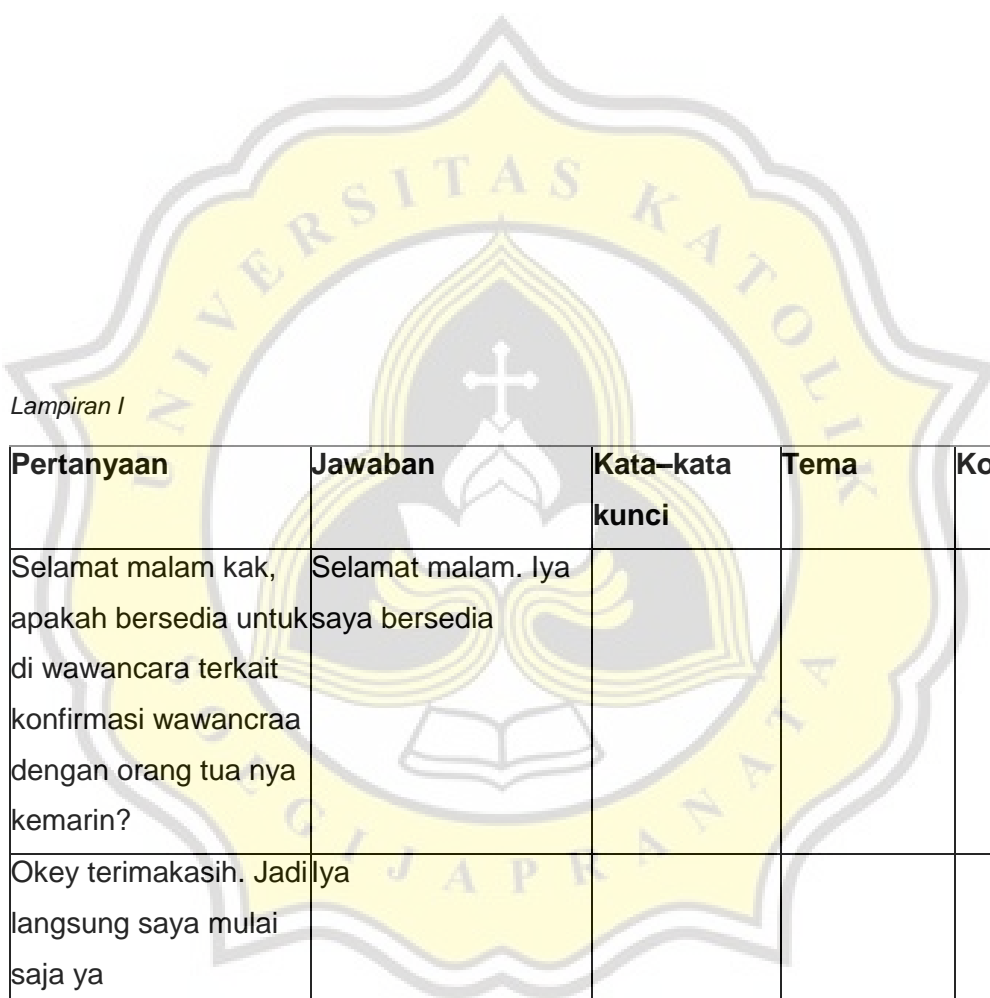 UNIVERSITAS KATOLIK
Lampiran I
Pertanyaan Jawaban Kata–kata Tema Ko
kunci
Selamat malam kak, Selamat malam. Iya
apakah bersedia untuk saya bersedia
di wawancara terkait
konfirmasi wawancraa
dengan orang tua nya
kemarin?
Okey terimakasih. Jadi Iya
langsung saya mulai
saja ya
SOEGIJAPRANATA